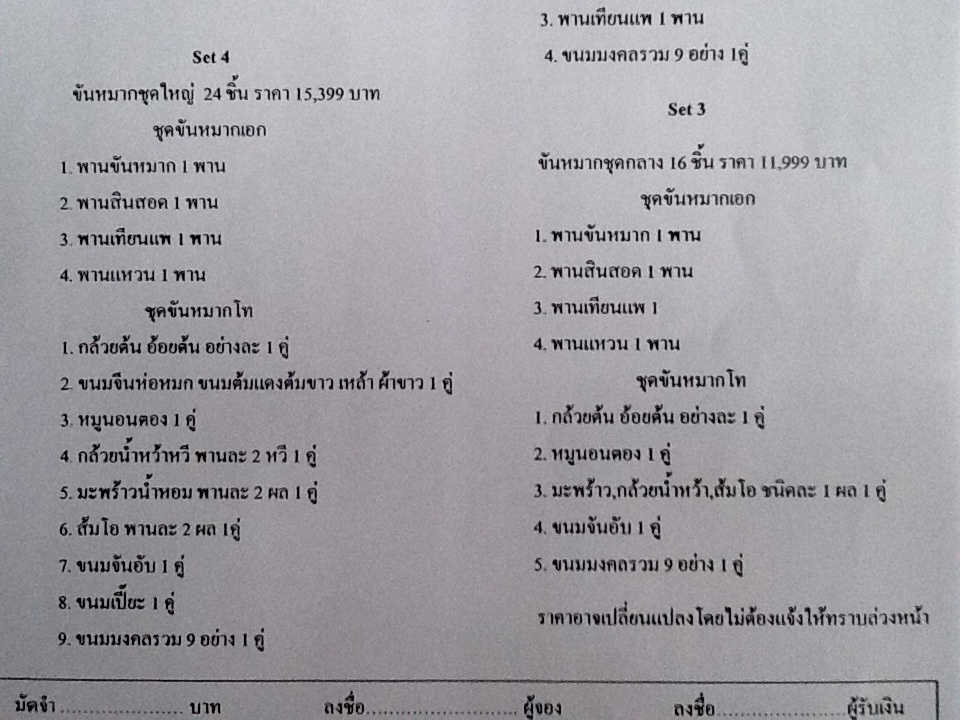 Set 4
ขันหมากชุดใหญ่ 24 ชิ้น ราคา 15,399 บาท
ชุดขันหมากเอก
1. พานขันหมาก 1 พาน
2. พานสินสอด 1 พาน
3. พานเทียนแพ 1 พาน
4. พานแหวน 1 พาน
ชุดขันหมากโท
1. กล้วยต้น อ้อยต้น อย่างละ 1 คู่
2. ขนมจีนห่อหมก ขนมต้มแดงต้มขาว เหล้า ผ้าขาว 1 คู่
3. หมูนอนตอง 1 คู่
4. กล้วยน้ำหว้าหวี พานละ 2 หวี 1 คู่
5. มะพร้าวน้ำหอม พานละ 2 ผล 1 คู่
6. ส้มโอ พานละ 2 ผล 1คู่
7. ขนมจันอับ 1 คู่
8. ขนมเปี๊ยะ 1 คู่
9. ขนมมงคลรวม 9 อย่าง 1 คู่
3. พานเทียนแพ 1 พาน
4. ขนมมงคลรวม 9 อย่าง 1คู่
Set 3
ขันหมากชุดกลาง 16 ชิ้น ราคา 11,999 บาท
ชุดขันหมากเอก
1. พานขันหมาก 1 พาน
2. พานสินสอด 1 พาน
3. พานเทียนแพ 1
4. พานแหวน 1 พาน
ชุดขันหมากโท
1. กล้วยต้น อ้อยต้น อย่างละ 1 คู่
2. หมูนอนตอง 1 คู่
3. มะพร้าว,กล้วยน้ำหว้า,ส้มโอ ชนิดละ 1 ผล 1 คู่
4. ขนมจันอับ 1 คู่
5. ขนมมงคลรวม 9 อย่าง 1 คู่
ราคาอาจเปลี่ยนแปลงโดยไม่ต้องแจ้งให้ทราบล่วงหน้า
มัดจำ ...................... บาท ลงชื่อ........................... ผู้จอง ลงชื่อ.......................ผู้รับเงิน